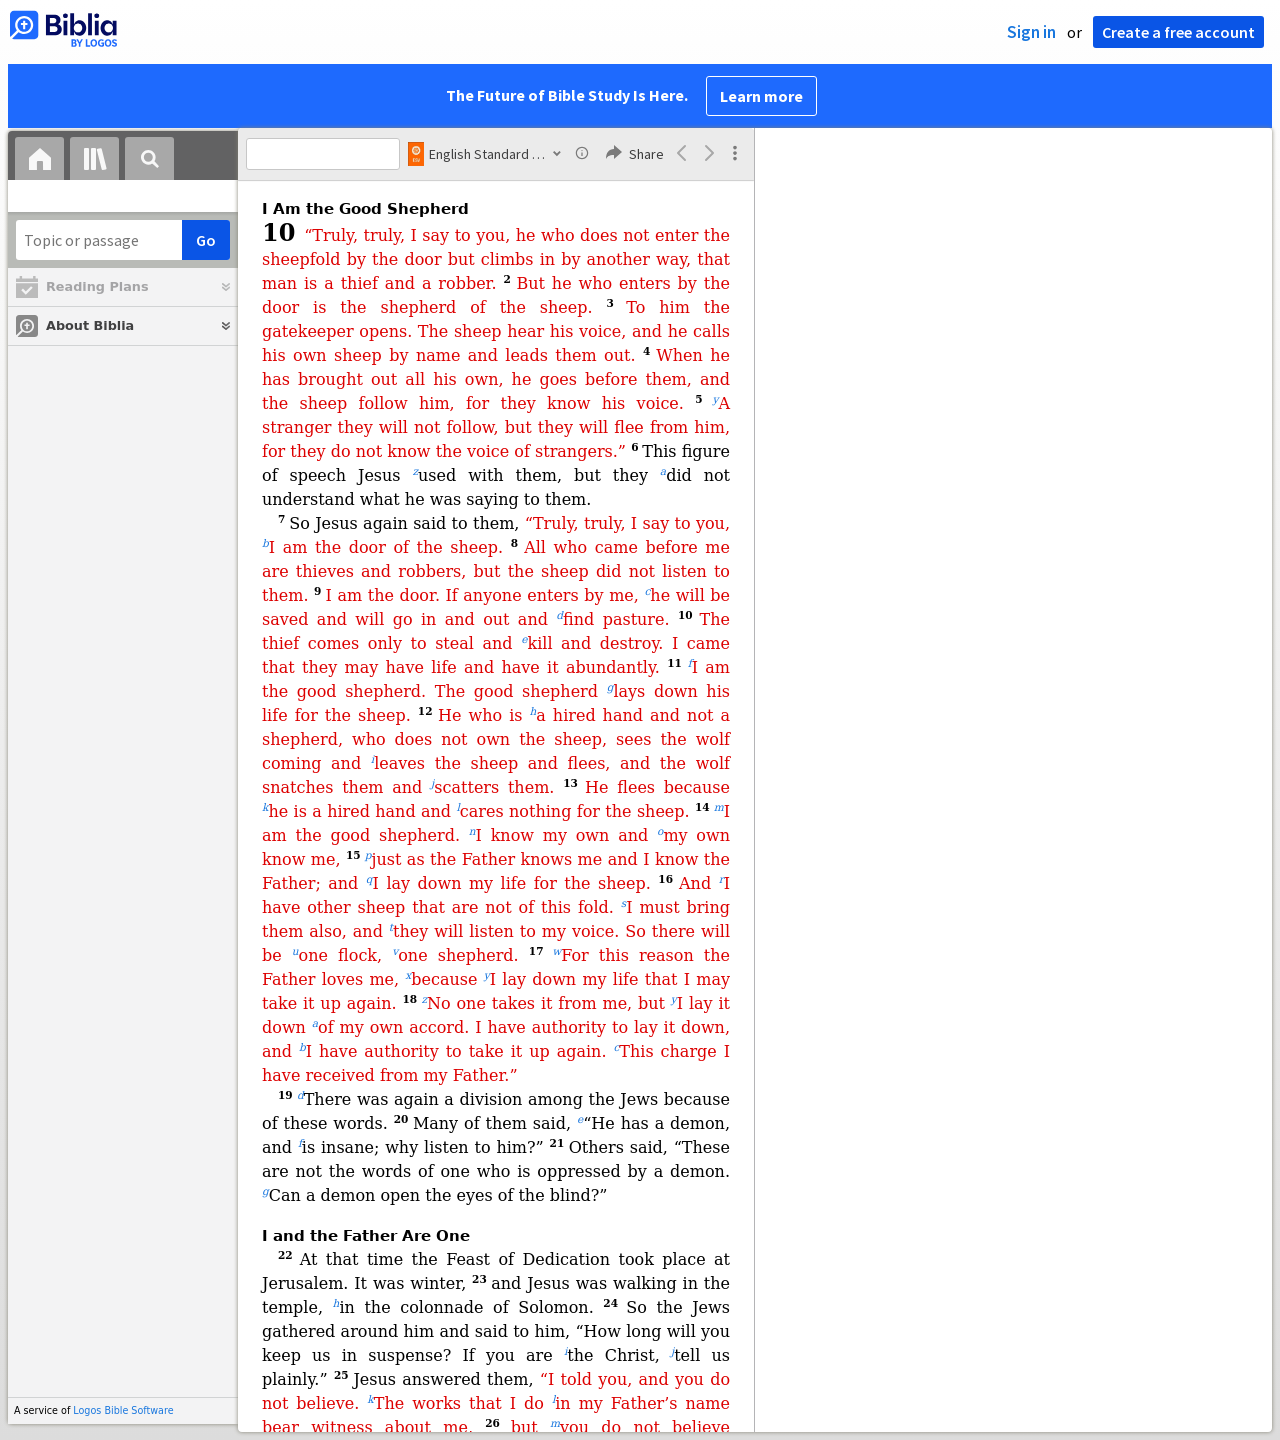 Biblia
BY LOGOS
Sign in or Create a free account
The Future of Bible Study Is Here. Learn more
English Standard … Share
Topic or passage Go
Reading Plans
About Biblia
I Am the Good Shepherd
10 “Truly, truly, I say to you, he who does not enter the
sheepfold by the door but climbs in by another way, that
man is a thief and a robber. 2 But he who enters by the
door is the shepherd of the sheep. 3 To him the
gatekeeper opens. The sheep hear his voice, and he calls
his own sheep by name and leads them out. 4 When he
has brought out all his own, he goes before them, and
the sheep follow him, for they know his voice. 5 yA
stranger they will not follow, but they will flee from him,
for they do not know the voice of strangers.” 6 This figure
of speech Jesus zused with them, but they adid not
understand what he was saying to them.
7 So Jesus again said to them, “Truly, truly, I say to you,
bI am the door of the sheep. 8 All who came before me
are thieves and robbers, but the sheep did not listen to
them. 9 I am the door. If anyone enters by me, che will be
saved and will go in and out and dfind pasture. 10 The
thief comes only to steal and ekill and destroy. I came
that they may have life and have it abundantly. 11 fI am
the good shepherd. The good shepherd glays down his
life for the sheep. 12 He who is ha hired hand and not a
shepherd, who does not own the sheep, sees the wolf
coming and ileaves the sheep and flees, and the wolf
snatches them and jscatters them. 13 He flees because
khe is a hired hand and lcares nothing for the sheep. 14 mI
am the good shepherd. nI know my own and omy own
know me, 15 pjust as the Father knows me and I know the
Father; and qI lay down my life for the sheep. 16 And rI
have other sheep that are not of this fold. sI must bring
them also, and tthey will listen to my voice. So there will
be uone flock, vone shepherd. 17 wFor this reason the
Father loves me, xbecause yI lay down my life that I may
take it up again. 18 zNo one takes it from me, but yI lay it
down aof my own accord. I have authority to lay it down,
and bI have authority to take it up again. cThis charge I
have received from my Father.”
19 dThere was again a division among the Jews because
of these words. 20 Many of them said, e“He has a demon,
and fis insane; why listen to him?” 21 Others said, “These
are not the words of one who is oppressed by a demon.
gCan a demon open the eyes of the blind?”
I and the Father Are One
22 At that time the Feast of Dedication took place at
Jerusalem. It was winter, 23 and Jesus was walking in the
temple, hin the colonnade of Solomon. 24 So the Jews
gathered around him and said to him, “How long will you
keep us in suspense? If you are ithe Christ, jtell us
plainly.” 25 Jesus answered them, “I told you, and you do
not believe. kThe works that I do lin my Father’s name
bear witness about me, 26 but myou do not believe
A service of Logos Bible Software